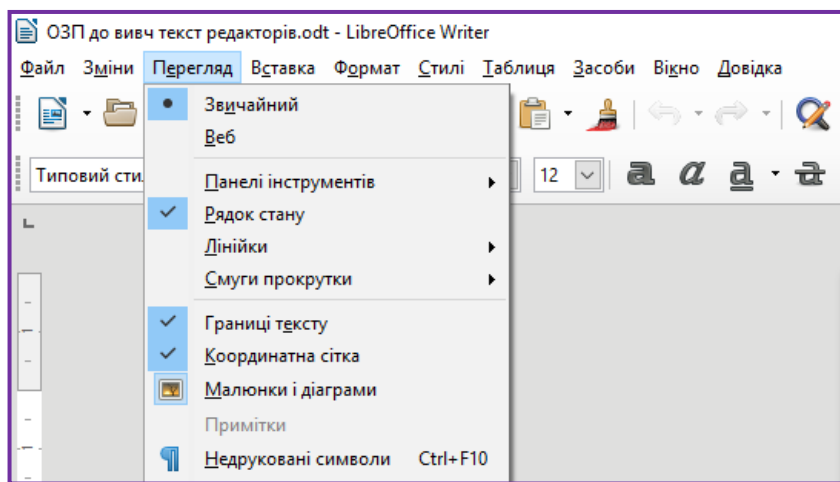 ОЗП до вивч текст редакторів.odt - LibreOffice Writer
Файл Зміни Перегляд Вставка Формат Стилі Таблиця Засоби Вікно Довідка
Звичайний
Веб
Типовий сти
12
a a a
Панелі інструментів
Рядок стану
Лінійки
Смуги прокрутки
Границі тексту
Координатна сітка
Малюнки і діаграми
Примітки
Недруковані символи Ctrl+F10